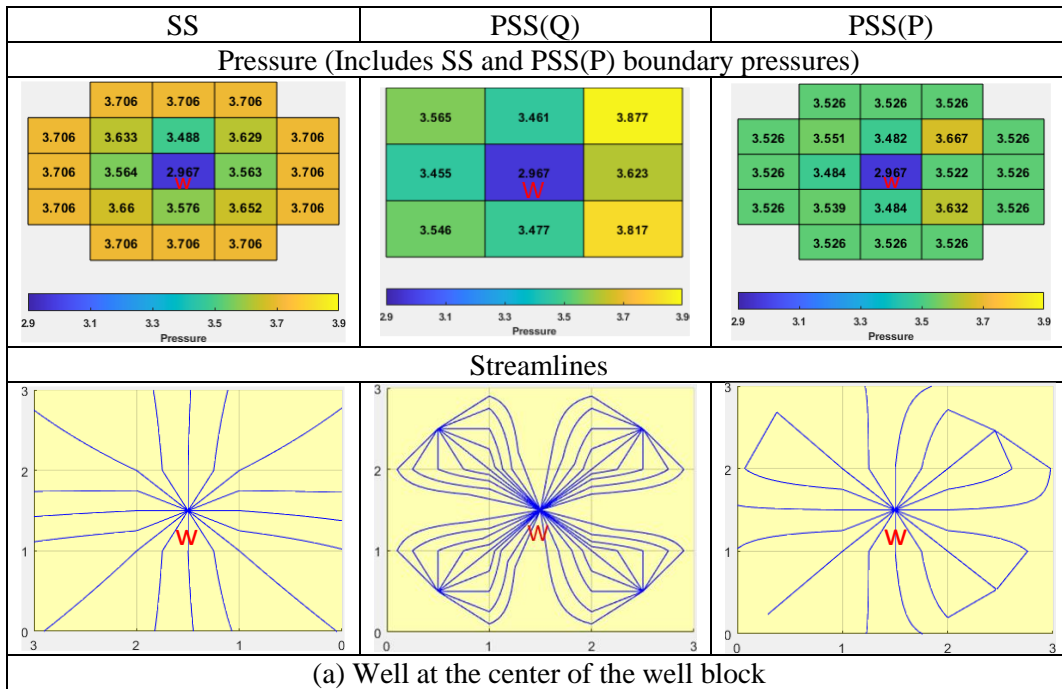 SS PSS(Q) PSS(P)
Pressure (Includes SS and PSS(P) boundary pressures)
3.706 3.706 3.706
3.706 3.633 3.488 3.629 3.706
3.706 3.564 2.967 3.563 3.706
W
3.706 3.66 3.576 3.652 3.706
3.706 3.706 3.706
2.9 3.1 3.3 3.5 3.7 3.9
Pressure
3.565 3.461 3.877
3.455 2.967 3.623
W
3.546 3.477 3.817
2.9 3.1 3.3 3.5 3.7 3.9
Pressure
3.526 3.526 3.526
3.526 3.551 3.482 3.667 3.526
3.526 3.484 2.967 3.522 3.526
W
3.526 3.539 3.484 3.632 3.526
3.526 3.526 3.526
2.9 3.1 3.3 3.5 3.7 3.9
Pressure
Streamlines
3
2
W
1
0
3 2 1 0
3
2
W
1
0
0 1 2 3
3
2
W
1
0
0 1 2 3
(a) Well at the center of the well block